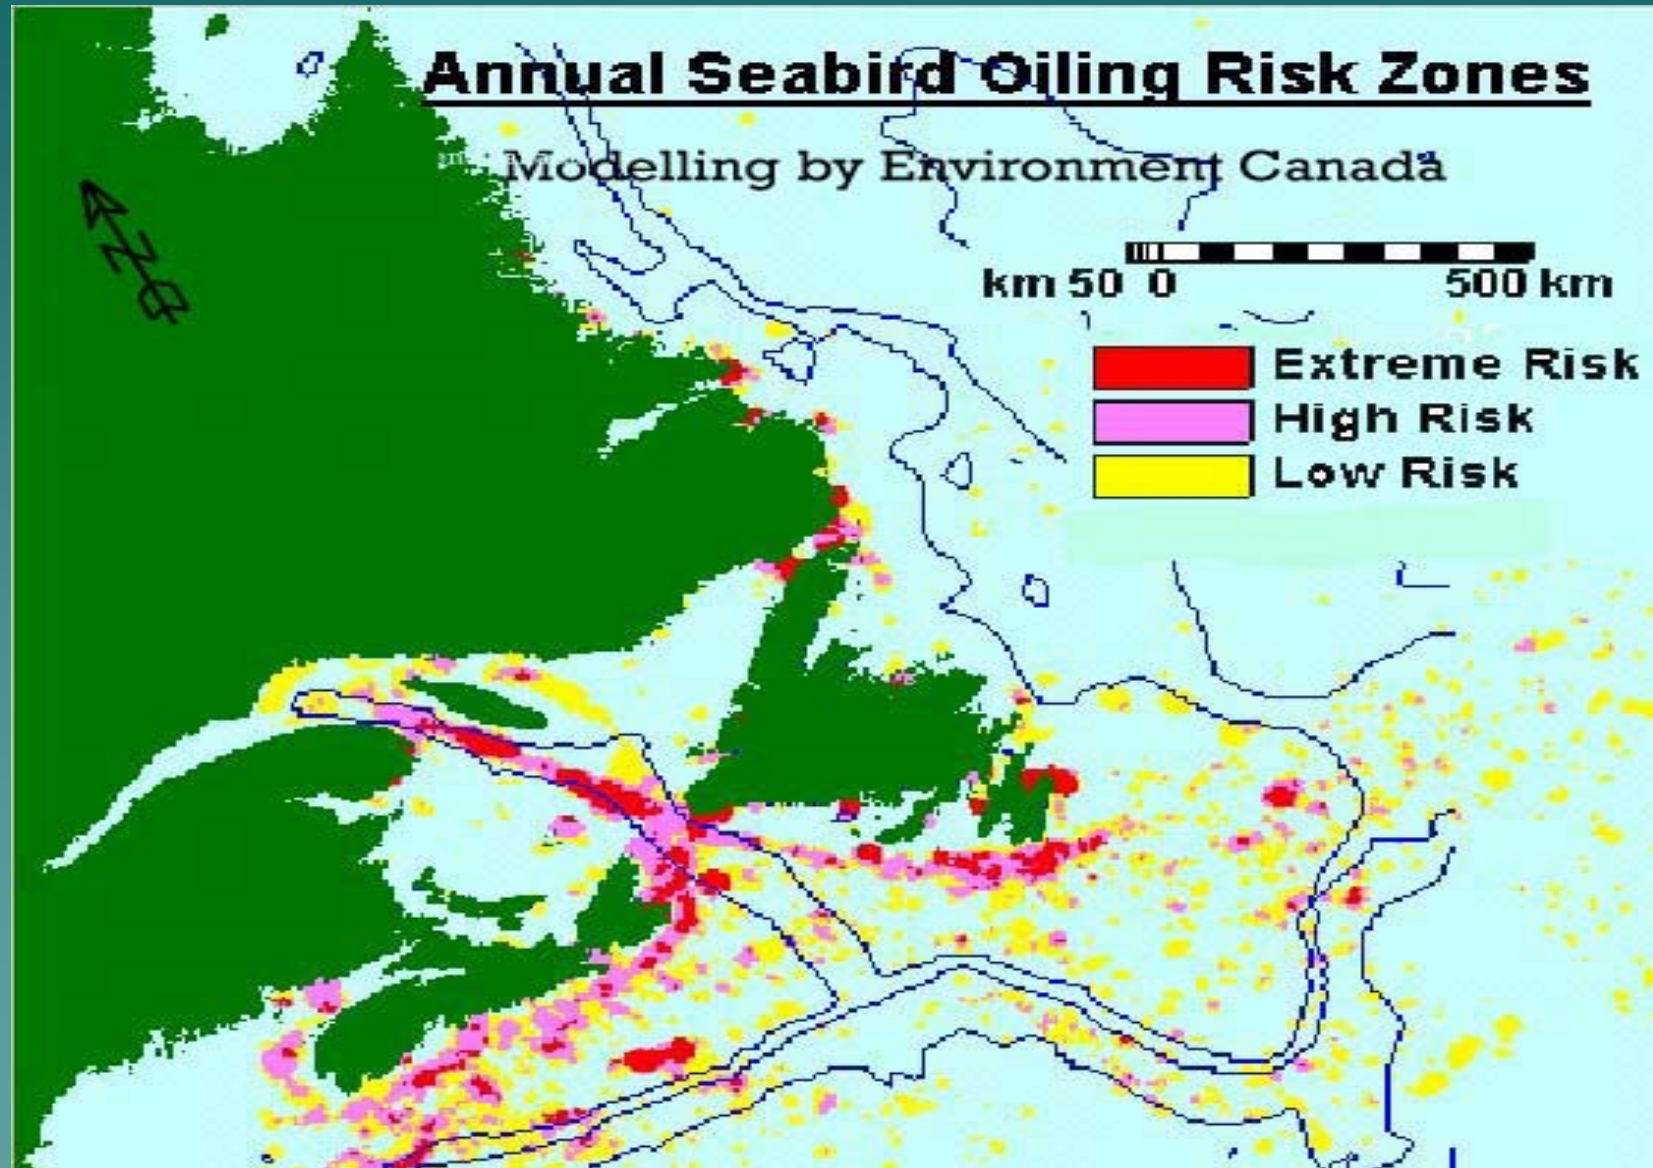 Annual Seabird Oiling Risk Zones
Modelling by Environment Canada
N
km 50 0 500 km
Extreme Risk
High Risk
Low Risk